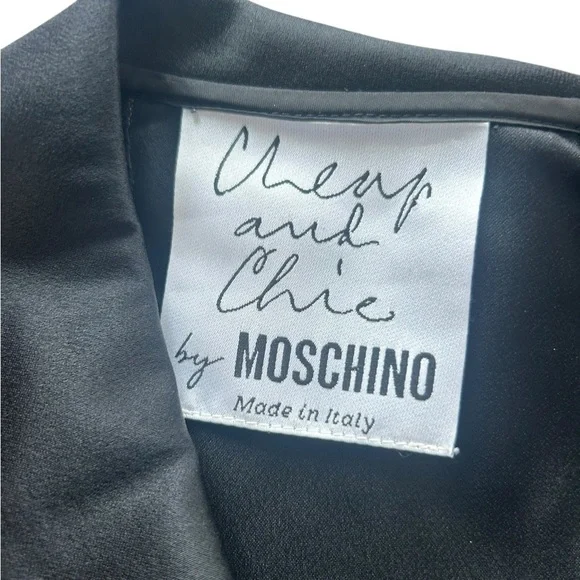 Cheap
and
Chic
by MOSCHINO
Made in Italy